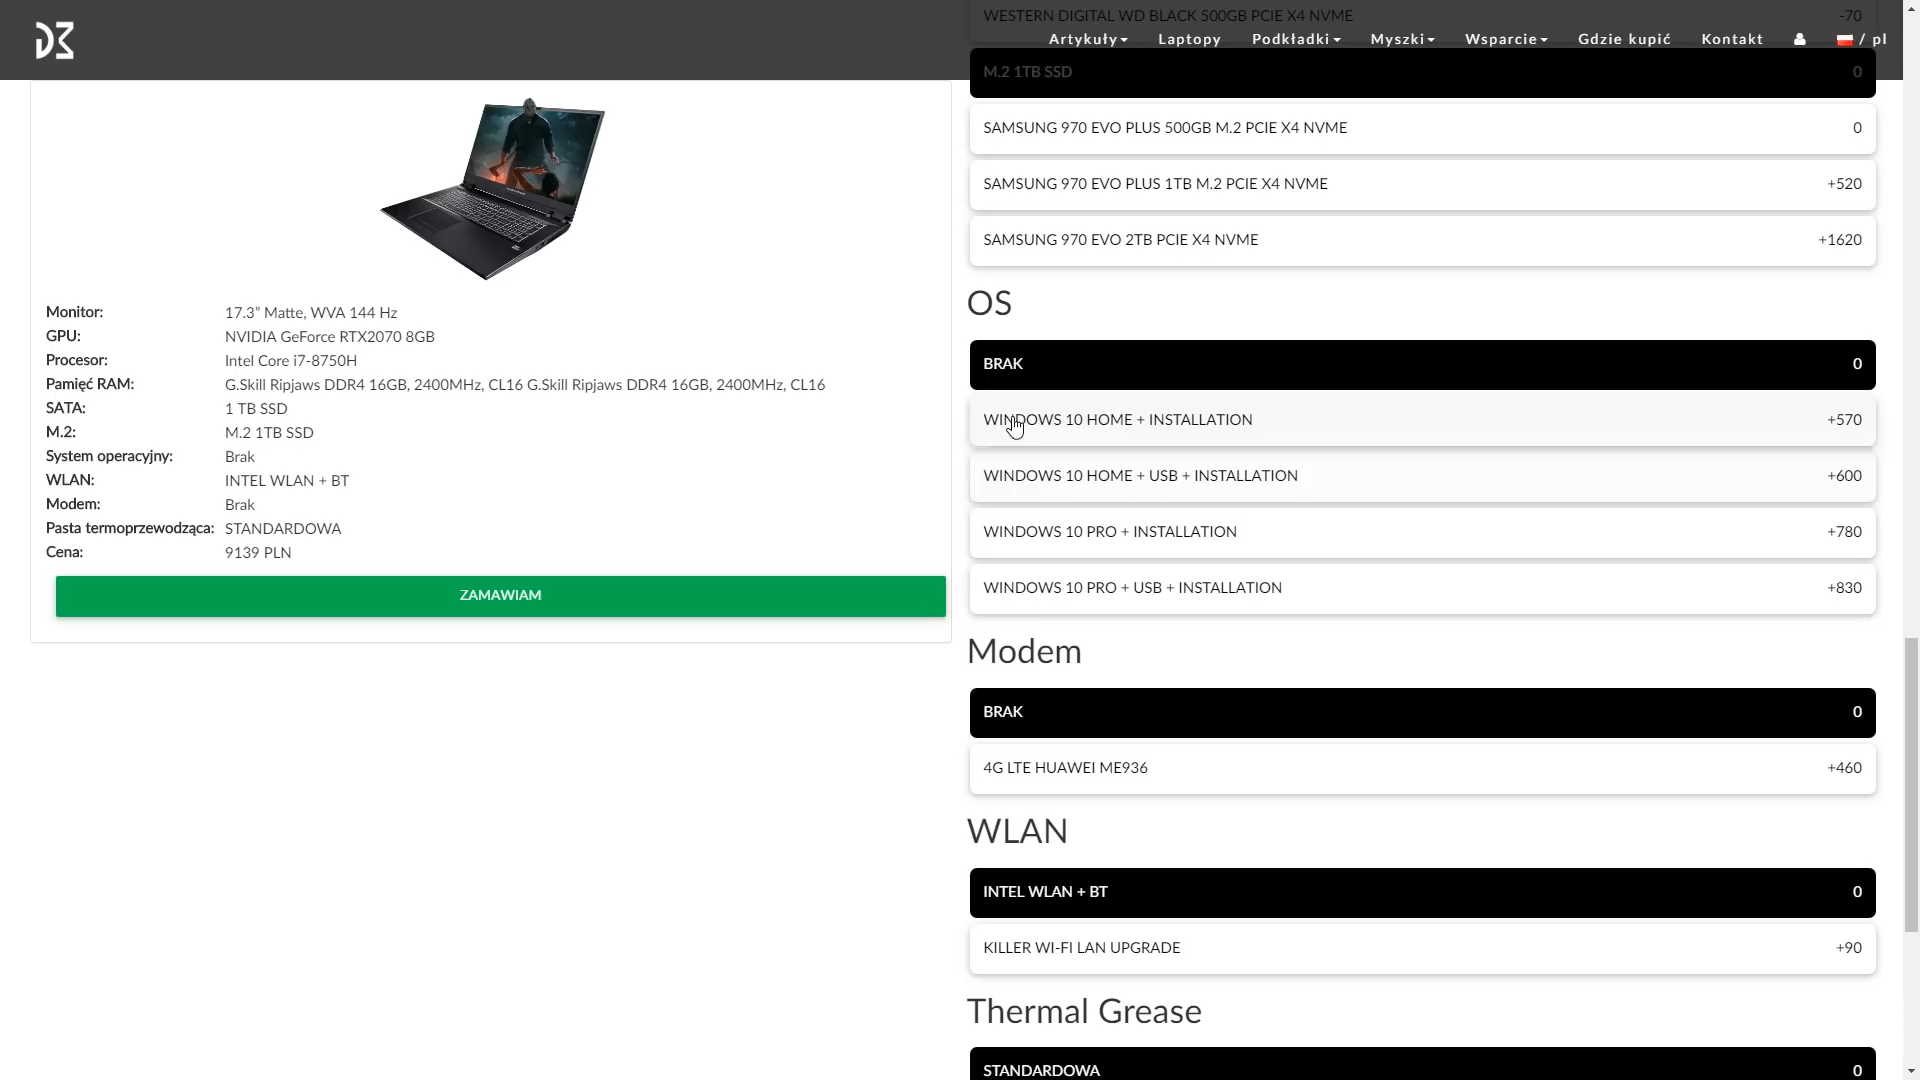 WESTERN DIGITAL WD BLACK 500GB PCIE X4 NVME -70
Artykuły Laptopy Podkładki Myszki Wsparcie Gdzie kupić Kontakt / pl
M.2 1TB SSD 0
SAMSUNG 970 EVO PLUS 500GB M.2 PCIE X4 NVME 0
SAMSUNG 970 EVO PLUS 1TB M.2 PCIE X4 NVME +520
SAMSUNG 970 EVO 2TB PCIE X4 NVME +1620
Monitor: 17.3” Matte, WVA 144 Hz
GPU: NVIDIA GeForce RTX2070 8GB
Procesor: Intel Core i7-8750H
Pamięć RAM: G.Skill Ripjaws DDR4 16GB, 2400MHz, CL16 G.Skill Ripjaws DDR4 16GB, 2400MHz, CL16
SATA: 1 TB SSD
M.2: M.2 1TB SSD
System operacyjny: Brak
WLAN: INTEL WLAN + BT
Modem: Brak
Pasta termoprzewodząca: STANDARDOWA
Cena: 9139 PLN
ZAMAWIAM
OS
BRAK 0
WINDOWS 10 HOME + INSTALLATION +570
WINDOWS 10 HOME + USB + INSTALLATION +600
WINDOWS 10 PRO + INSTALLATION +780
WINDOWS 10 PRO + USB + INSTALLATION +830
Modem
BRAK 0
4G LTE HUAWEI ME936 +460
WLAN
INTEL WLAN + BT 0
KILLER WI-FI LAN UPGRADE +90
Thermal Grease
STANDARDOWA 0